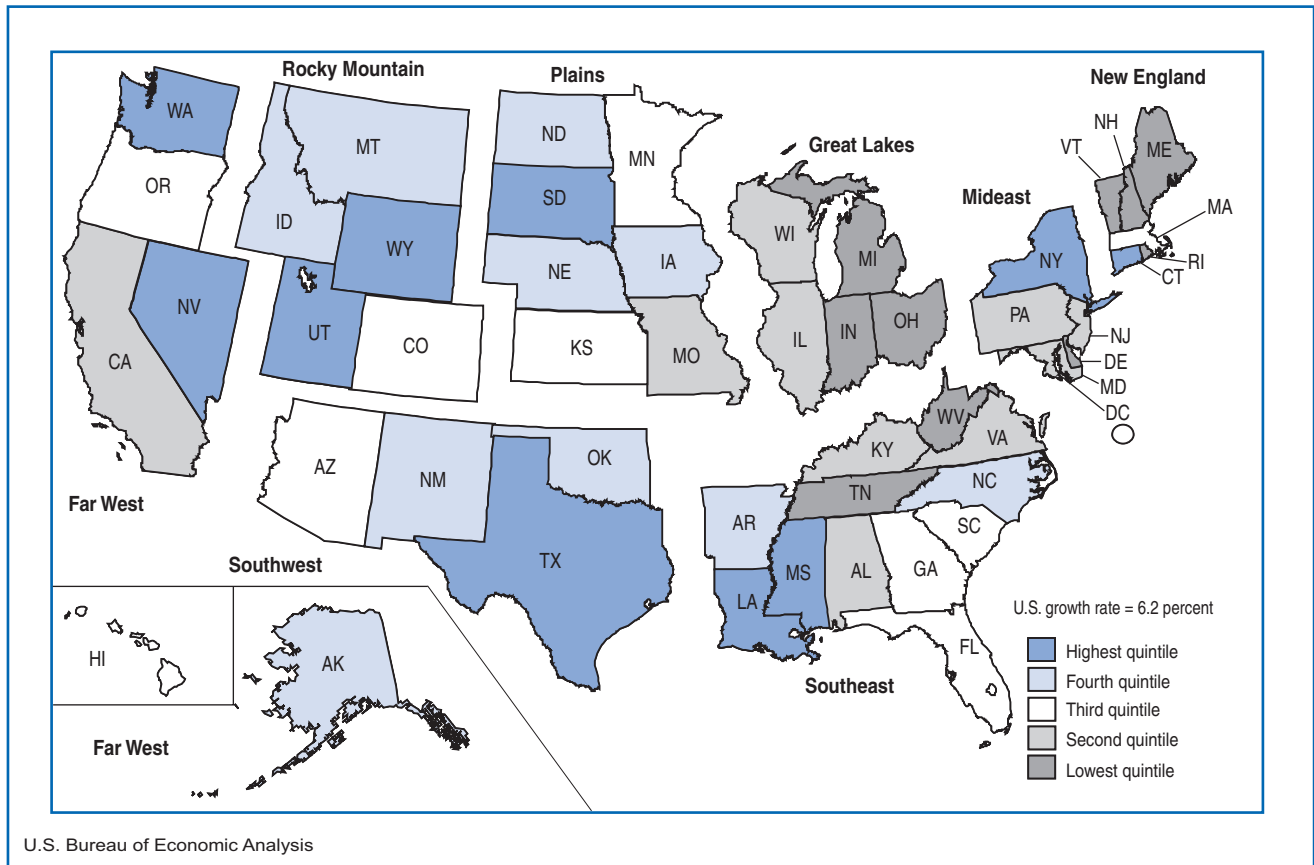 Rocky Mountain
Plains
New England
Great Lakes
Mideast
WA
MT
ND
MN
OR
ID
SD
WY
WI
MI
VT
NH
ME
MA
RI
CT
NY
NE
IA
NV
UT
CO
KS
MO
IL
IN
OH
PA
NJ
DE
MD
DC
CA
WV
VA
KY
AZ
NM
OK
TN
NC
AR
SC
Far West
TX
MS
AL
GA
LA
Southwest
U.S. growth rate = 6.2 percent
HI
AK
FL
Highest quintile
Fourth quintile
Southeast
Third quintile
Far West
Second quintile
Lowest quintile
U.S. Bureau of Economic Analysis